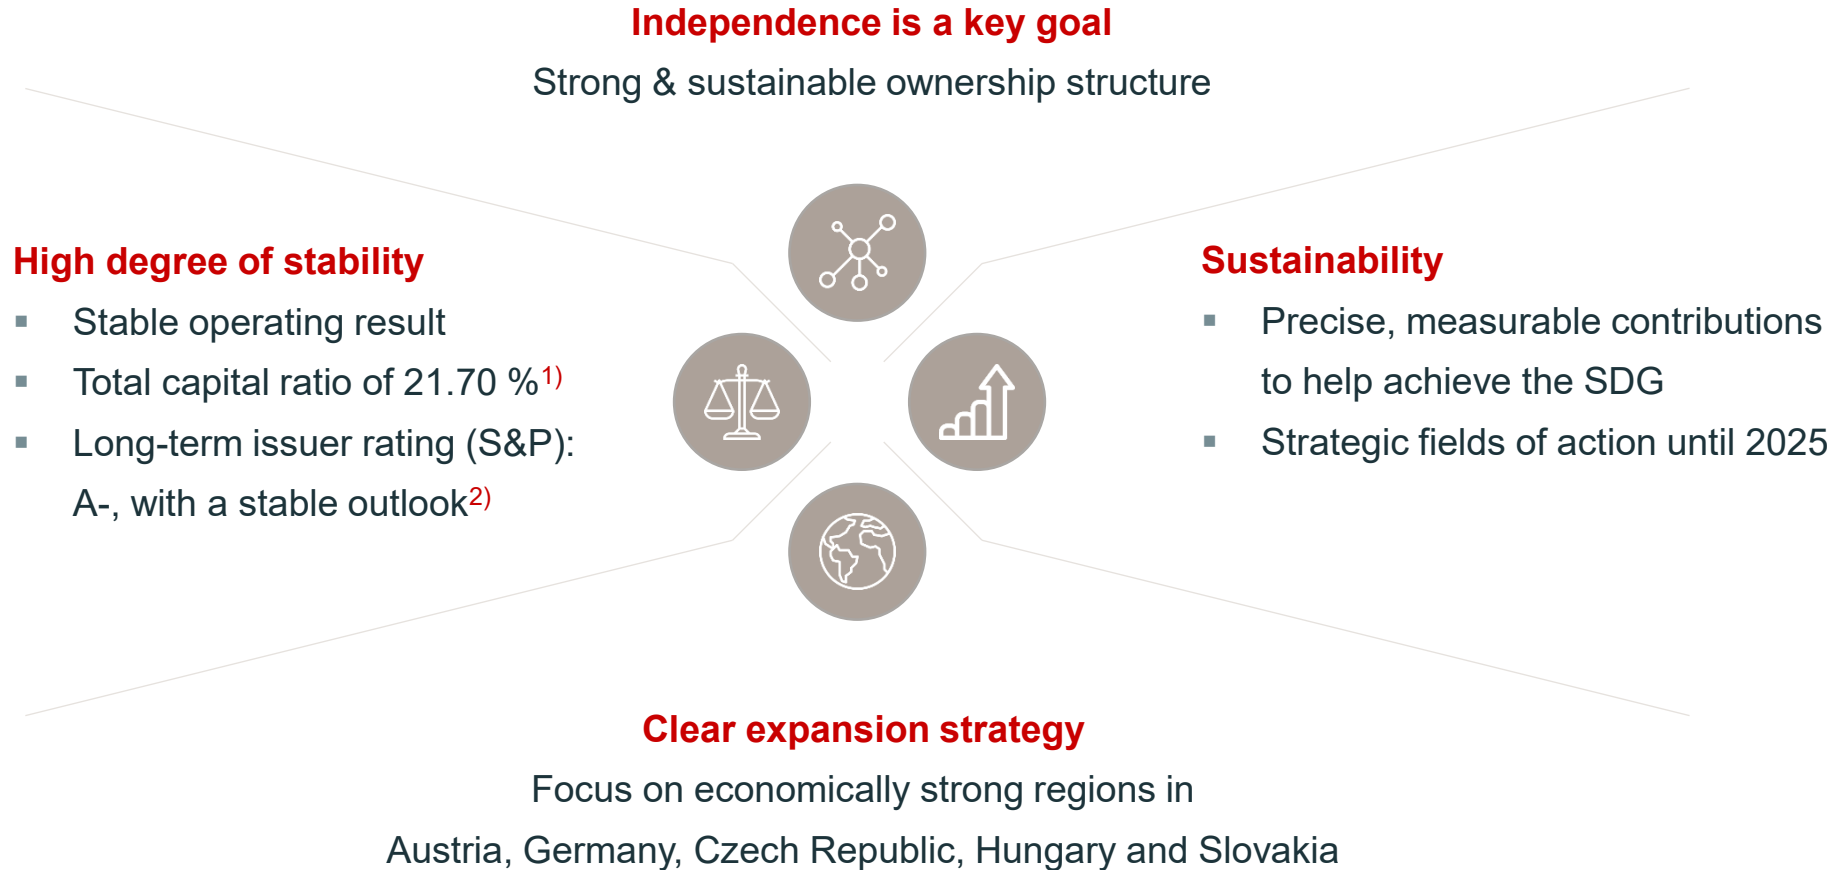 Independence is a key goal
Strong & sustainable ownership structure
High degree of stability
▪ Stable operating result
▪ Total capital ratio of 21.70 %1)
▪ Long-term issuer rating (S&P):
A-, with a stable outlook2)
Sustainability
▪ Precise, measurable contributions
to help achieve the SDG
▪ Strategic fields of action until 2025
Clear expansion strategy
Focus on economically strong regions in
Austria, Germany, Czech Republic, Hungary and Slovakia